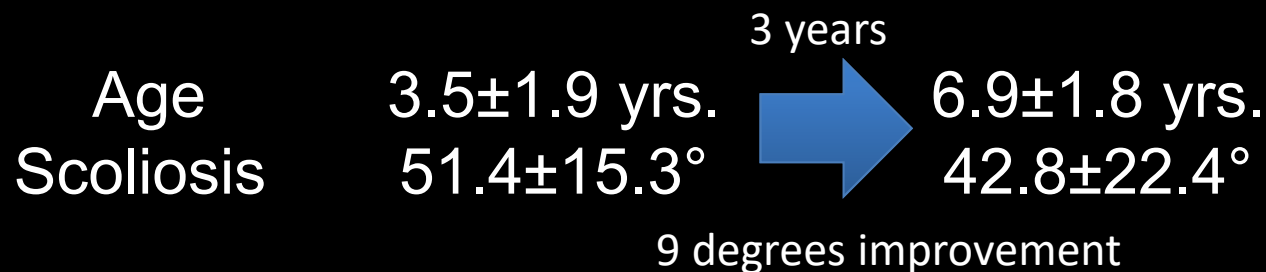 3 years
Age 3.5±1.9 yrs. 6.9±1.8 yrs.
Scoliosis 51.4±15.3° 42.8±22.4°
9 degrees improvement